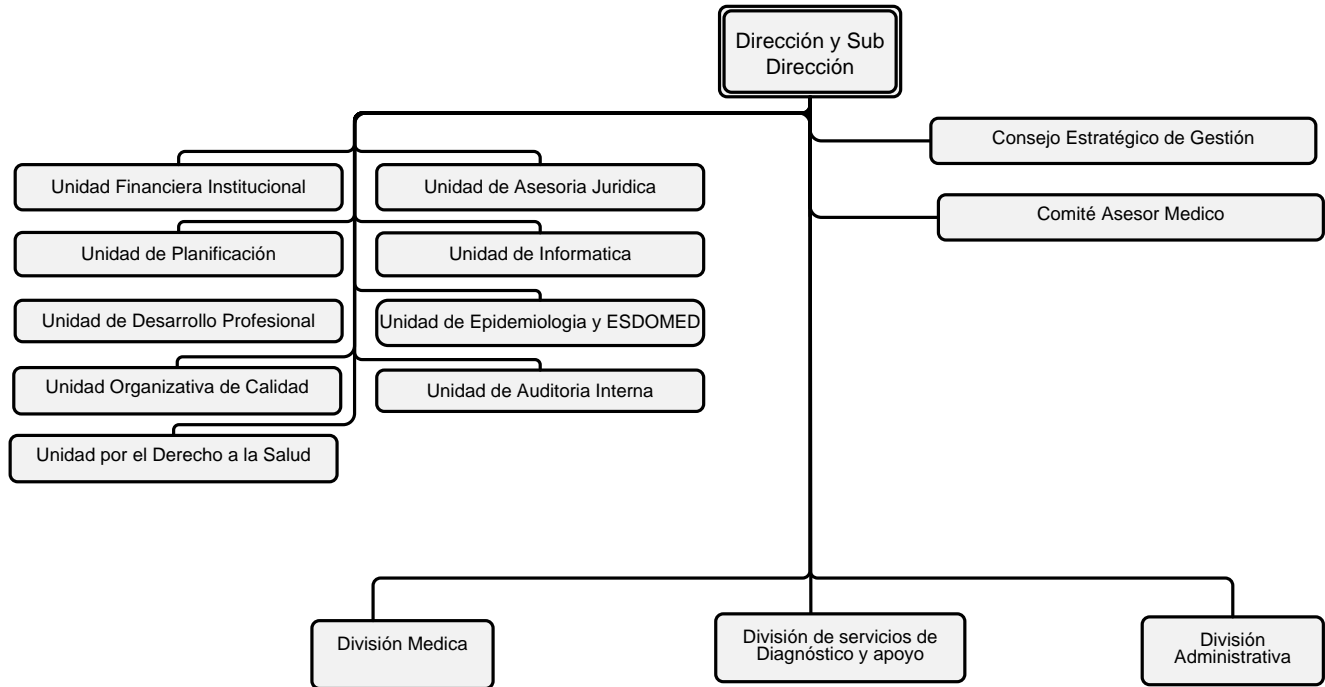 Dirección y Sub
Dirección
Consejo Estratégico de Gestión
Unidad Financiera Institucional
Unidad de Asesoria Juridica
Comité Asesor Medico
Unidad de Planificación
Unidad de Informatica
Unidad de Desarrollo Profesional
Unidad de Epidemiologia y ESDOMED
Unidad Organizativa de Calidad
Unidad de Auditoria Interna
Unidad por el Derecho a la Salud
División Medica
División de servicios de
Diagnóstico y apoyo
División
Administrativa